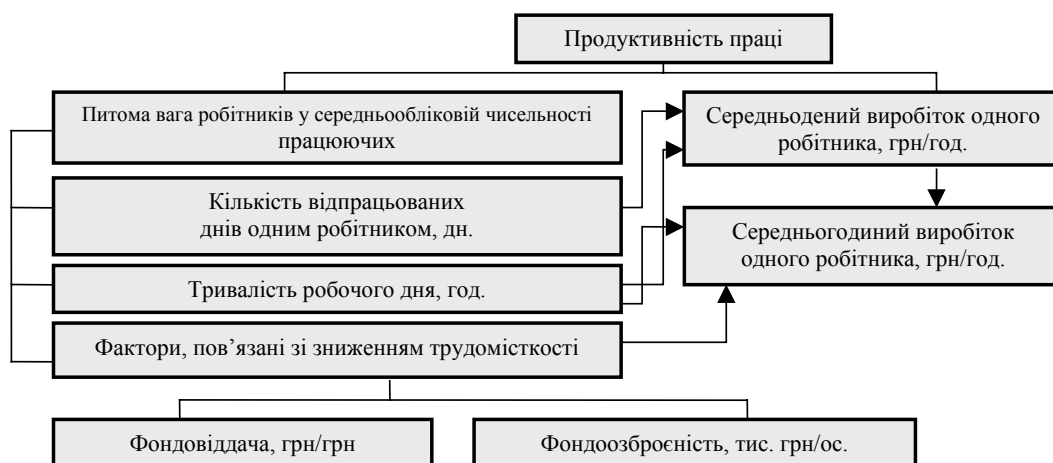 Продуктивність праці
Питома вага робітників у середньообліковій чисельності
працюючих
Середньоденй виробіток одного
робітника, грн/год.
Кількість відпрацьованих
днів одним робітником, дн.
Середньогодиний виробіток
одного робітника, грн/год.
Тривалість робочого дня, год.
Фактори, пов’язані зі зниженням трудомісткості
Фондовіддача, грн/грн
Фондоозброєність, тис. грн/ос.